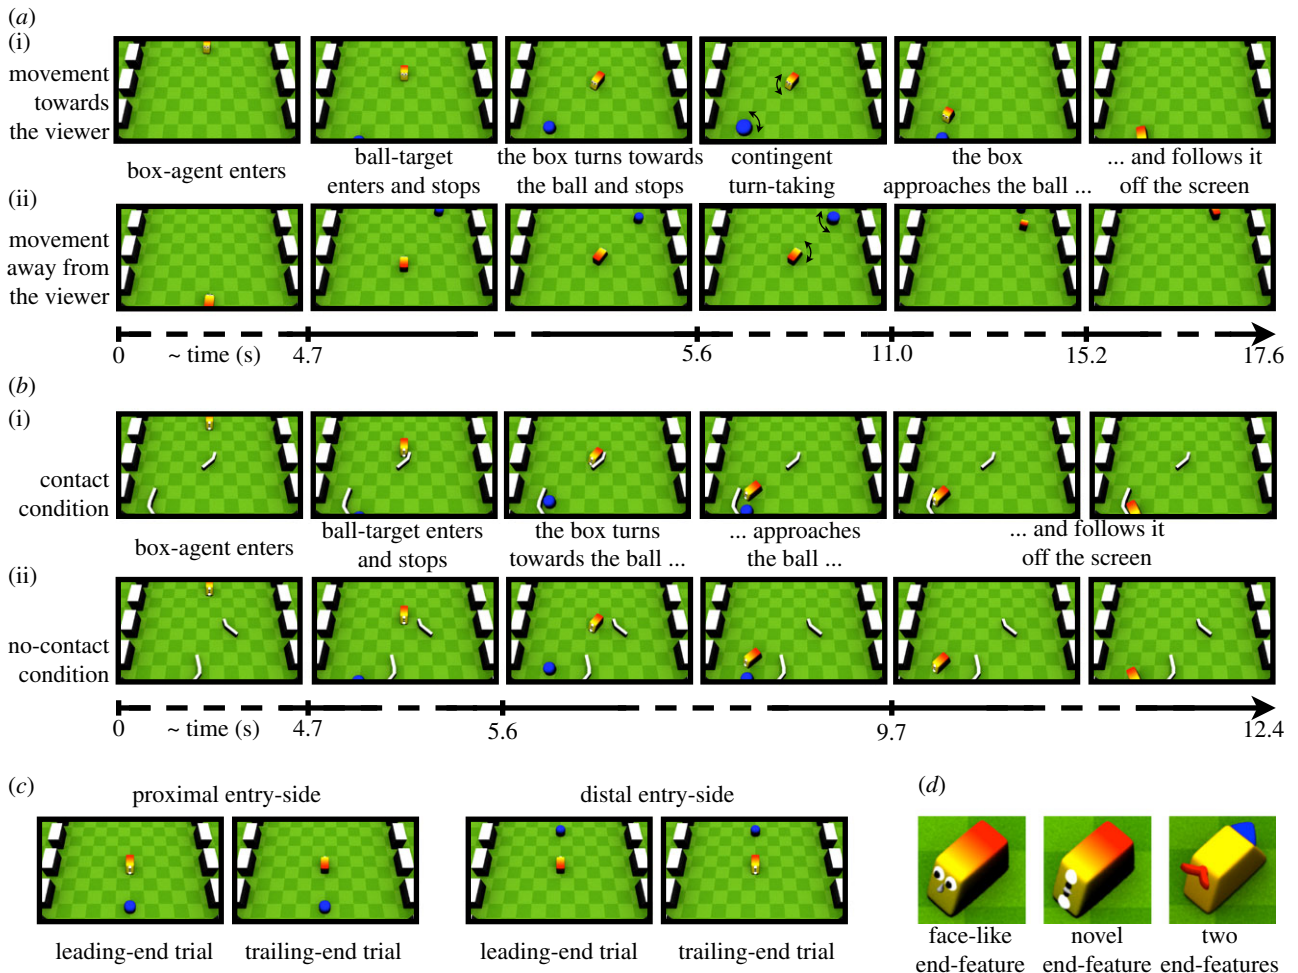 (a)
(i)
movement
towards
the viewer
box-agent enters
ball-target
enters and stops
the box turns towards
the ball and stops
contingent
turn-taking
the box
approaches the ball ...
... and follows it
off the screen
(ii)
movement
away from
the viewer
0
~ time (s)
4.7
5.6
11.0
15.2
17.6
(b)
(i)
contact
condition
box-agent enters
ball-target enters
and stops
the box turns
towards the ball ...
... approaches
the ball ...
... and follows it
off the screen
(ii)
no-contact
condition
0
~ time (s)
4.7
5.6
9.7
12.4
(c)
proximal entry-side
distal entry-side
leading-end trial
trailing-end trial
leading-end trial
trailing-end trial
(d)
face-like
end-feature
novel
end-feature
two
end-features